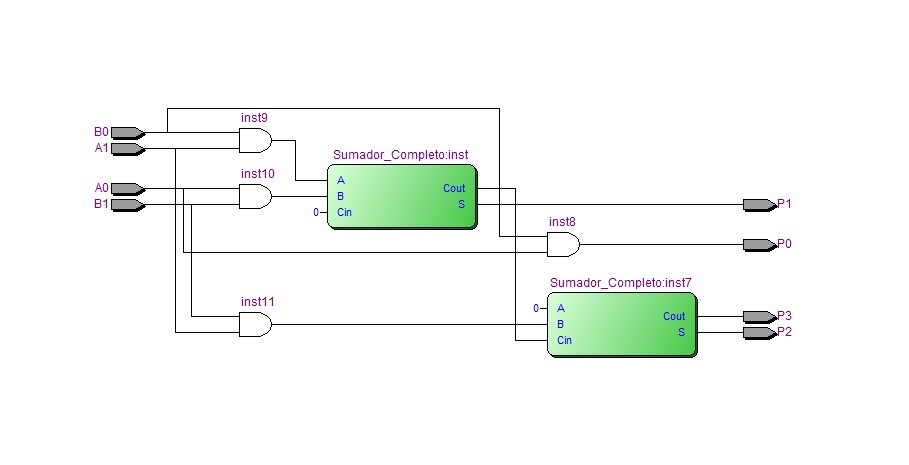 inst9
B0
A1
Sumador_Completo:inst
inst10
A
B
Cin
0
Cout
S
A0
B1
P1
inst8
P0
inst11
Sumador_Completo:inst7
0
A
B
Cin
Cout
S
P3
P2